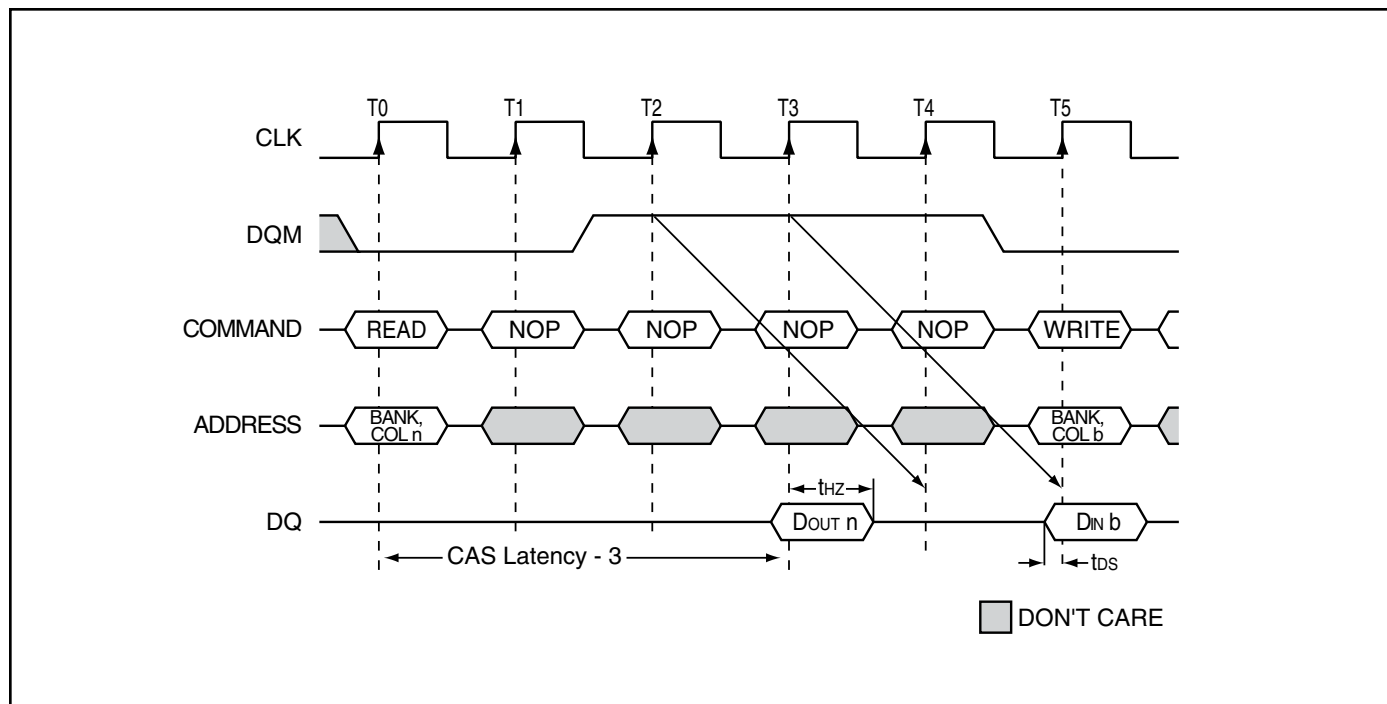 T0 T1 T2 T3 T4 T5
CLK
DQM
COMMAND READ NOP NOP NOP NOP WRITE
ADDRESS BANK, COL n BANK, COL b
tHZ
DQ DOUT n DIN b
CAS Latency - 3 tDS
DON'T CARE